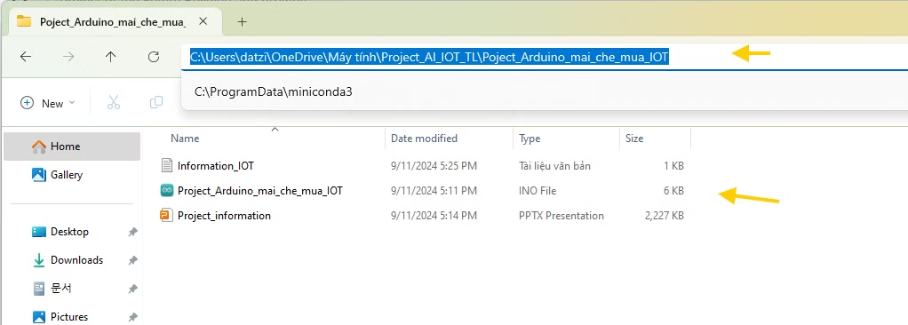 Poject_Arduino_mai_che_mua_
C:\Users\datzi\OneDrive\Máy tính\Project_AI_IOT_TL\Poject_Arduino_mai_che_mua_IOT
C:\ProgramData\miniconda3
New
Name Date modified Type Size
Home
Gallery
Information_IOT 9/11/2024 5:25 PM Tài liệu văn bản 1 KB
Project_Arduino_mai_che_mua_IOT 9/11/2024 5:11 PM INO File 6 KB
Project_information 9/11/2024 5:14 PM PPTX Presentation 2,227 KB
Desktop
Downloads
문서
Pictures